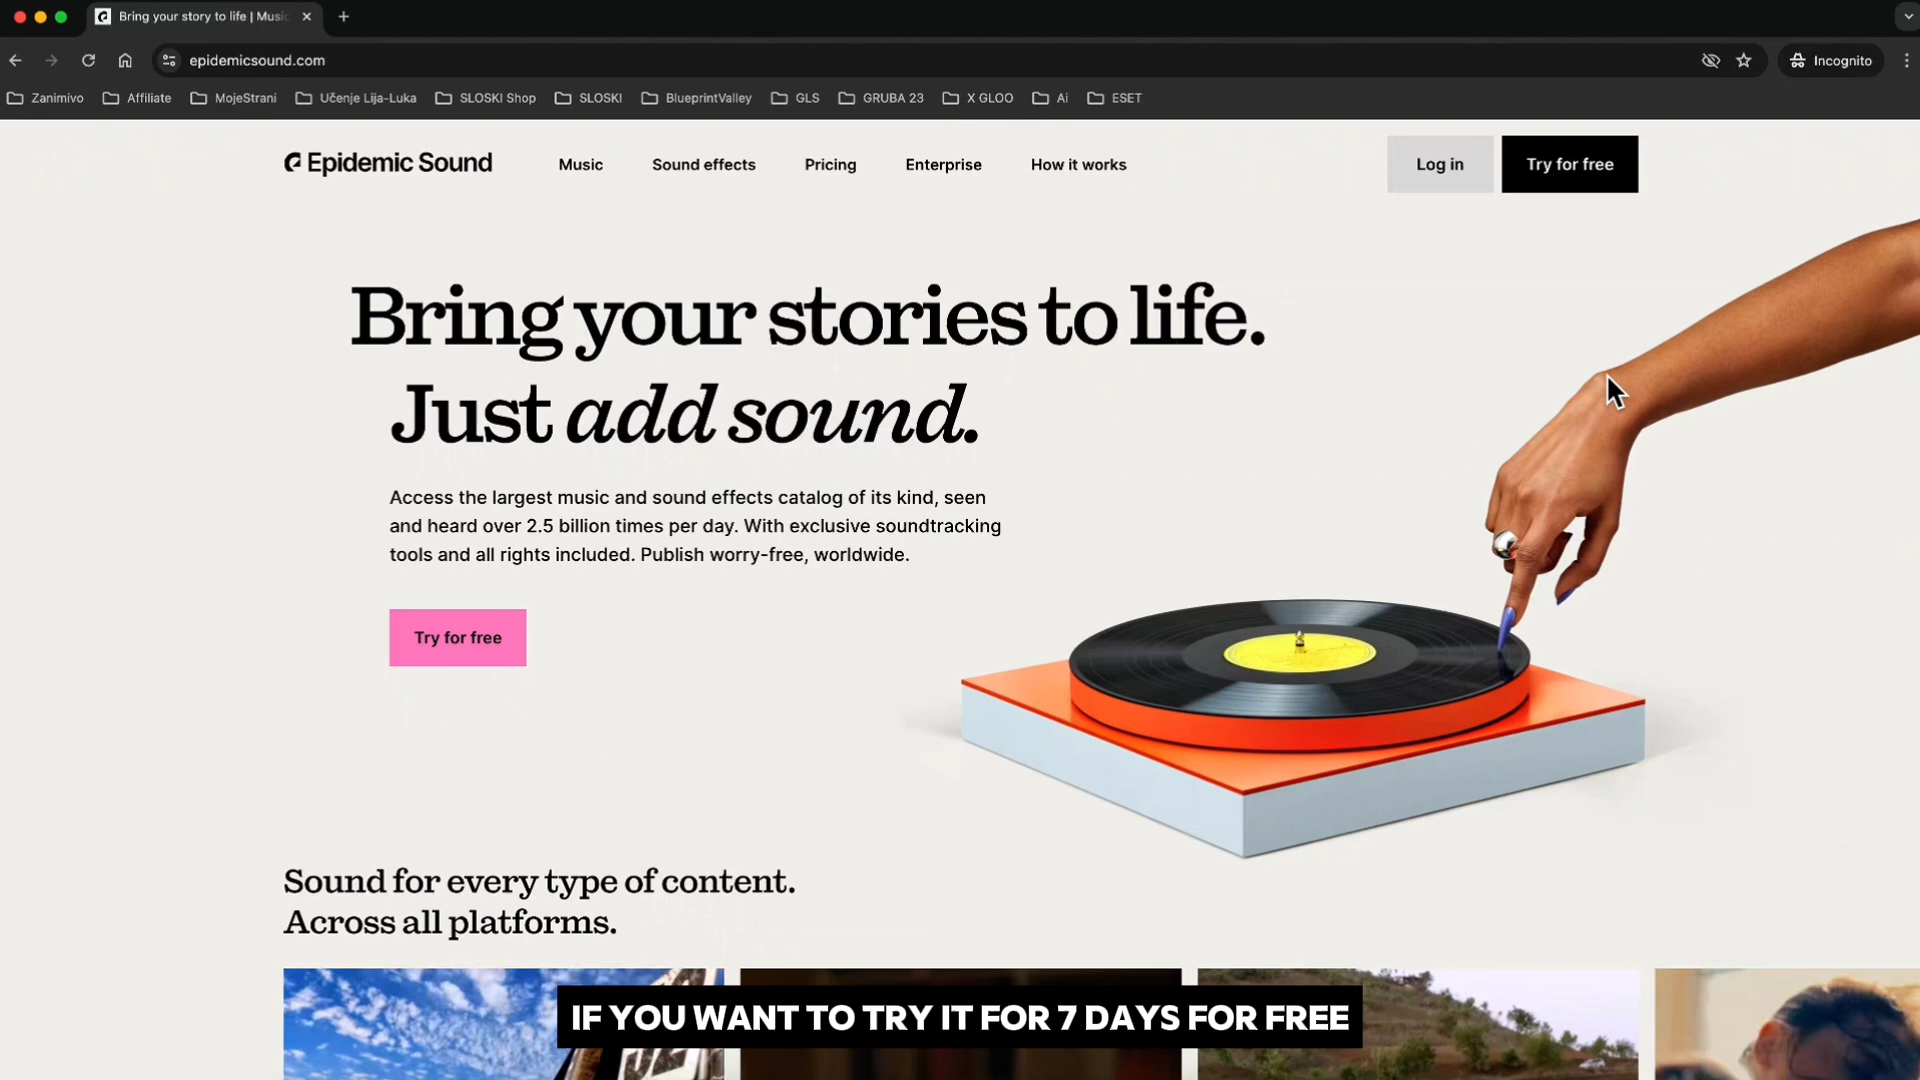 Bring your story to life | Music
epidemicsound.com
Incognito
Zanimivo
Affiliate
MojeStrani
Učenje Lija-Luka
SLOSKI Shop
SLOSKI
BlueprintValley
GLS
GRUBA 23
X GLOO
Ai
ESET
Epidemic Sound
Music
Sound effects
Pricing
Enterprise
How it works
Log in
Try for free
Bring your stories to life.
Just add sound.
Access the largest music and sound effects catalog of its kind, seen
and heard over 2.5 billion times per day. With exclusive soundtracking
tools and all rights included. Publish worry-free, worldwide.
Try for free
Sound for every type of content.
Across all platforms.
IF YOU WANT TO TRY IT FOR 7 DAYS FOR FREE